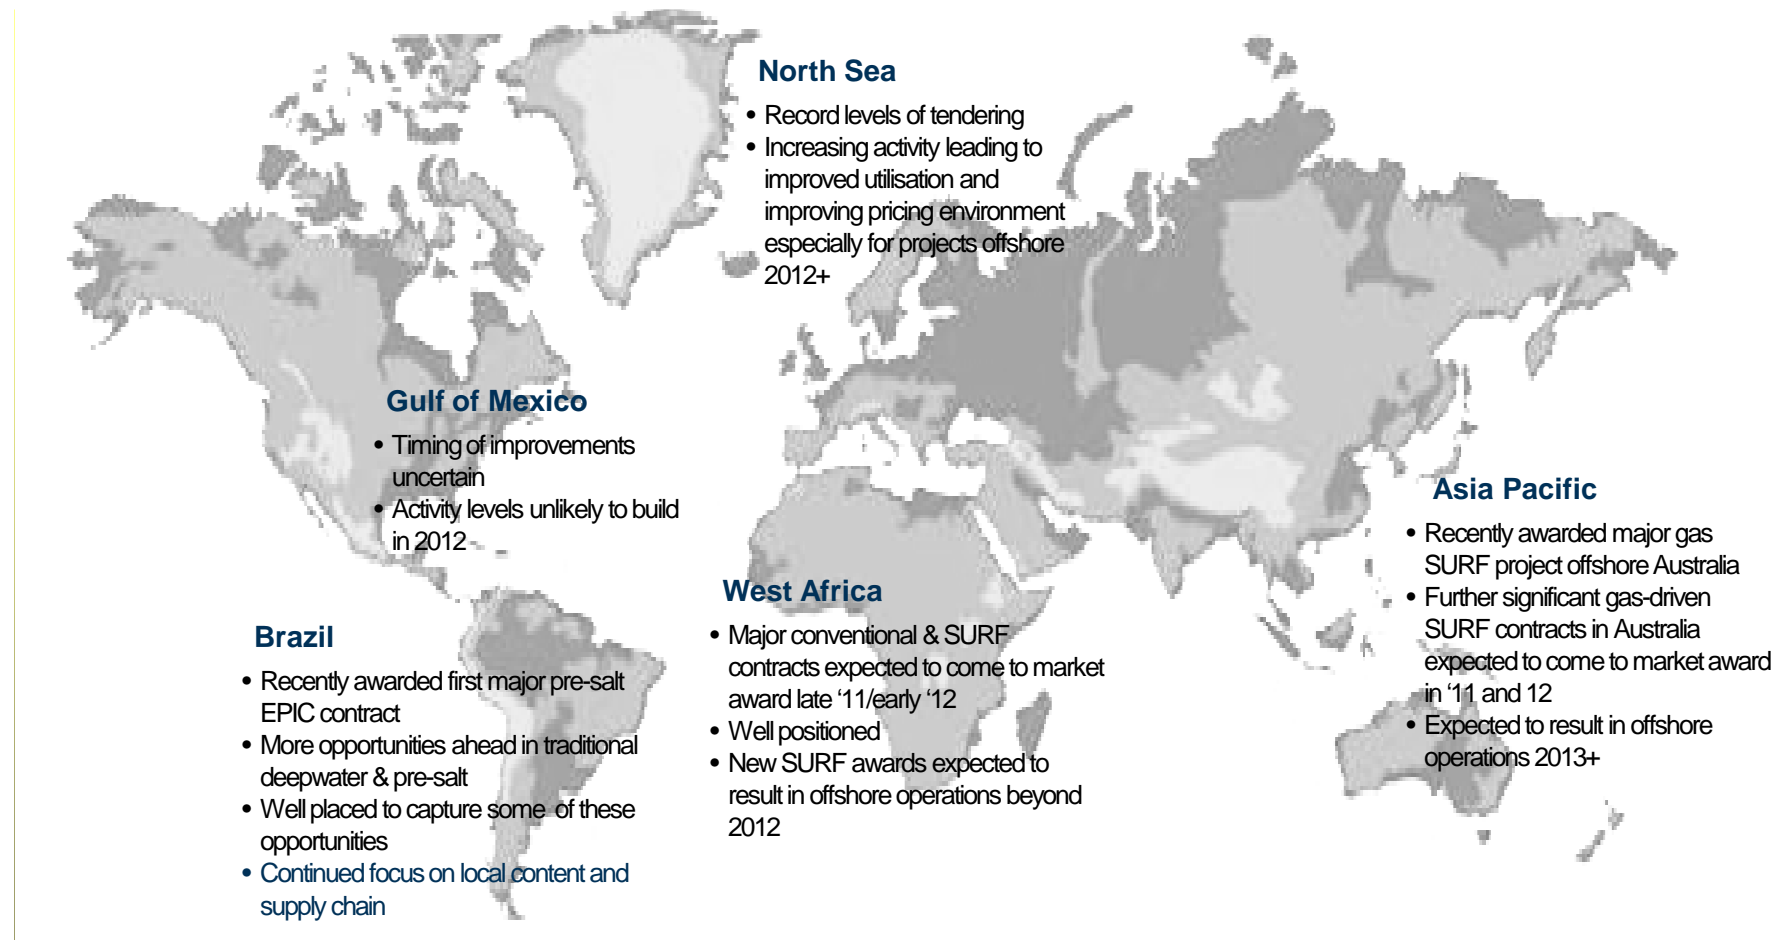 North Sea
• Record levels of tendering
• Increasing activity leading to
improved utilisation and
improving pricing environment
especially for projects offshore
2012+
Gulf of Mexico
• Timing of improvements
uncertain
• Activity levels unlikely to build
in 2012
Asia Pacific
• Recently awarded major gas
SURF project offshore Australia
• Further significant gas-driven
SURF contracts in Australia
expected to come to market award
in ‘11 and 12
• Expected to result in offshore
operations 2013+
West Africa
• Major conventional & SURF
contracts expected to come to market
award late ‘11/early ‘12
• Well positioned
• New SURF awards expected to
result in offshore operations beyond
2012
Brazil
• Recently awarded first major pre-salt
EPIC contract
• More opportunities ahead in traditional
deepwater & pre-salt
• Well placed to capture some of these
opportunities
• Continued focus on local content and
supply chain